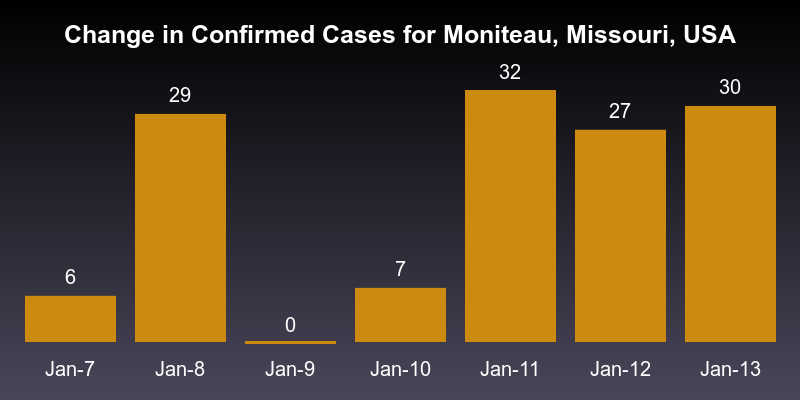 Change in Confirmed Cases for Moniteau, Missouri, USA
6
29
0
7
32
27
30
Jan-7
Jan-8
Jan-9
Jan-10
Jan-11
Jan-12
Jan-13